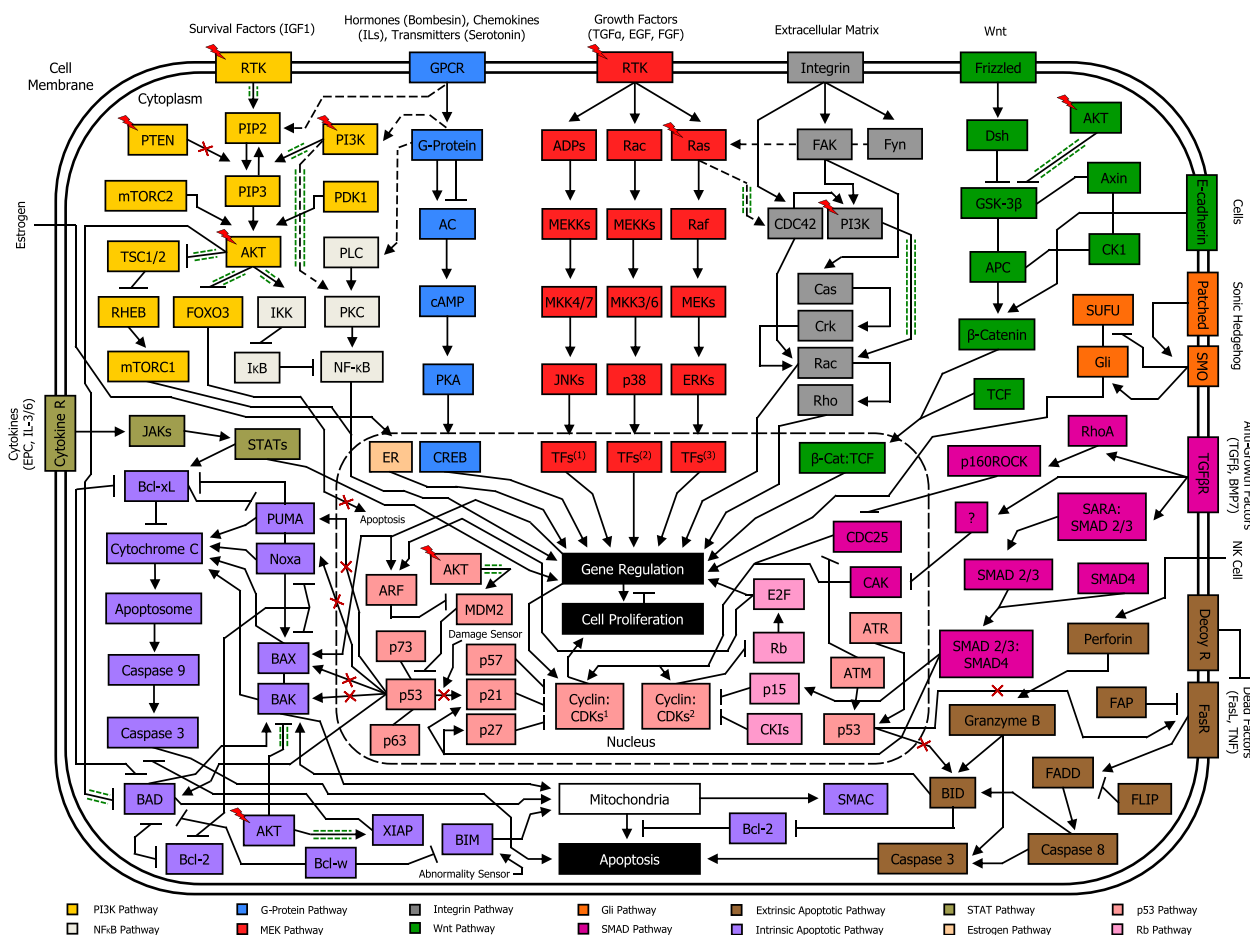 Survival Factors (IGF1)
Hormones (Bombesin), Chemokines
(ILs), Transmitters (Serotonin)
Growth Factors
(TGFα, EGF, FGF)
Extracellular Matrix
Wnt
Cell
Membrane
RTK
GPCR
RTK
Integrin
Frizzled
Cytoplasm
PTEN
PIP2
PI3K
G-Protein
ADPs
Rac
Ras
FAK
Fyn
Dsh
AKT
mTORC2
PIP3
PDK1
MEKKs
MEKKs
Raf
CDC42
PI3K
GSK-3β
Axin
E-cadherin
Cells
Estrogen
TSC1/2
AKT
PLC
AC
APC
CK1
RHEB
FOXO3
IKK
PKC
cAMP
MKK4/7
MKK3/6
MEKs
Cas
Crk
β-Catenin
SUFU
Patched
Sonic Hedgehog
mTORC1
IκB
NF-κB
PKA
JNKs
p38
ERKs
Rac
Rho
TCF
Gli
SMO
Cytokines
(EPC, IL-3/6)
Cytokine R
JAKs
STATs
ER
CREB
TFs(1)
TFs(2)
TFs(3)
β-Cat:TCF
p160ROCK
RhoA
TGFβR
Anti-Growth Factors
(TGFβ, BMP7)
Bcl-xL
PUMA
Apoptosis
CDC25
?
SARA:
SMAD 2/3
Cytochrome C
Noxa
AKT
Gene Regulation
CAK
SMAD 2/3
SMAD4
NK Cell
Apoptosome
ARF
MDM2
Cell Proliferation
E2F
ATR
Perforin
Decoy R
Damage Sensor
Caspase 9
BAX
p73
p57
Rb
ATM
SMAD 2/3:
SMAD4
BAK
p53
p21
Cyclin:
CDKs1
Cyclin:
CDKs2
p15
FAP
FasR
Dead Factors
(FasL, TNF)
Caspase 3
p63
p27
Nucleus
CKIs
p53
Granzyme B
BAD
Mitochondria
SMAC
BID
FADD
FLIP
AKT
XIAP
BIM
Bcl-2
Bcl-2
Bcl-w
Abnormality Sensor
Apoptosis
Caspase 3
Caspase 8
PI3K Pathway
G-Protein Pathway
Integrin Pathway
Gli Pathway
Extrinsic Apoptotic Pathway
STAT Pathway
p53 Pathway
NFκB Pathway
MEK Pathway
Wnt Pathway
SMAD Pathway
Intrinsic Apoptotic Pathway
Estrogen Pathway
Rb Pathway